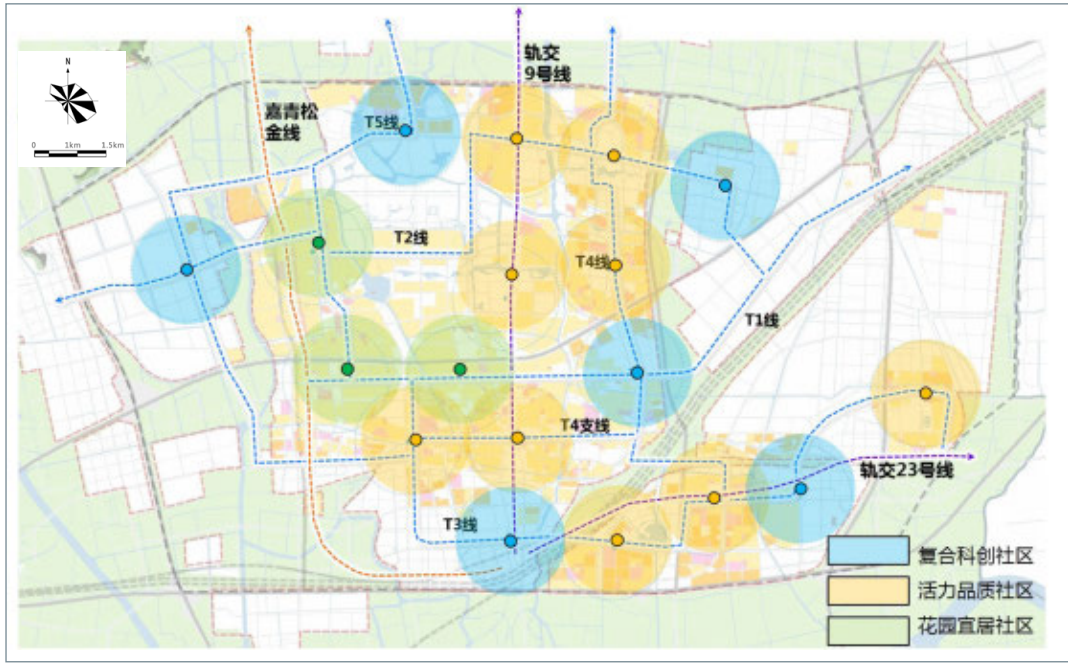 轨交
9号线
N
嘉青松
金线
T5线
0 1km 1.5km
T2线
T4线
T1线
T4支线
轨交23号线
T3线
复合科创社区
活力品质社区
花园宜居社区